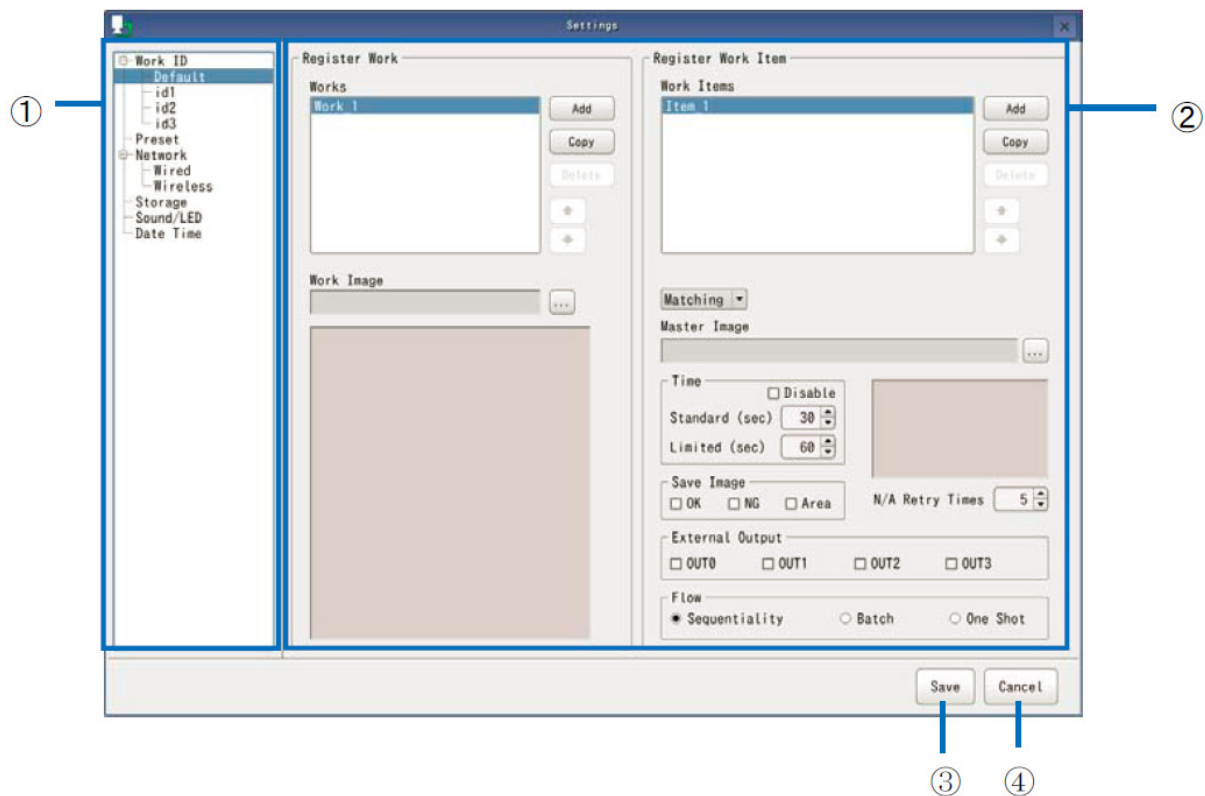 Settings
①
Work ID
Default
id1
id2
id3
Preset
Network
Wired
Wireless
Storage
Sound/LED
Date Time
Register Work
Works
Work 1
Add
Copy
Delete
Work Image
...
Register Work Item
Work Items
Item 1
Add
Copy
Delete
②
Matching
Master Image
...
Time
Disable
Standard (sec) 30
Limited (sec) 60
Save Image
OK NG Area
N/A Retry Times 5
External Output
OUT0 OUT1 OUT2 OUT3
Flow
Sequentiality Batch One Shot
Save Cancel
③ ④